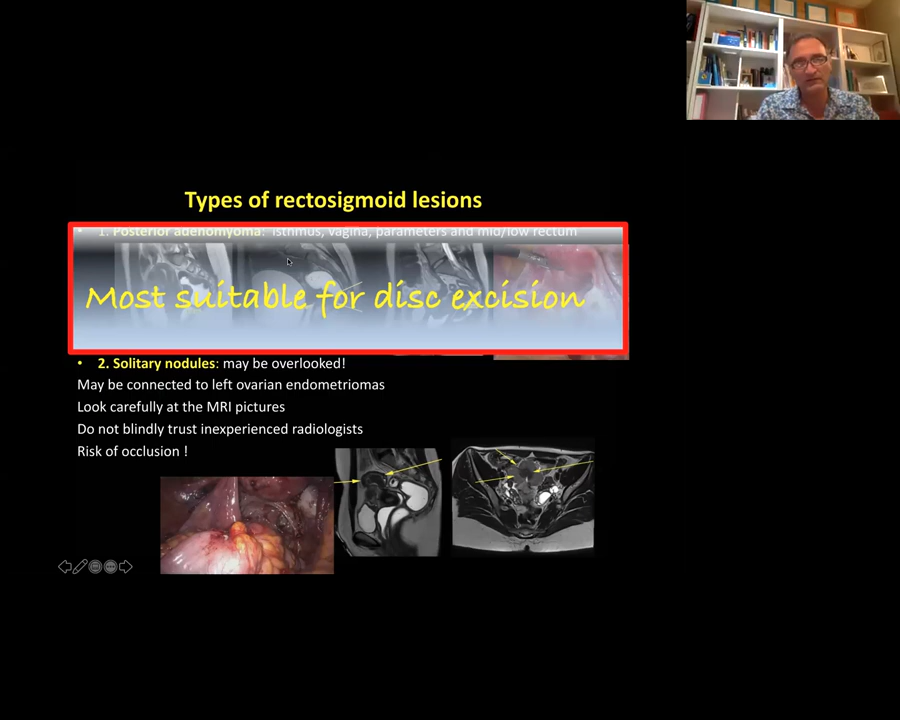 Types of rectosigmoid lesions
• 1. Posterior adenomyoma: isthmus, vagina, parameters and mid/low rectum
Most suitable for disc excision
• 2. Solitary nodules: may be overlooked!
May be connected to left ovarian endometriomas
Look carefully at the MRI pictures
Do not blindly trust inexperienced radiologists
Risk of occlusion !